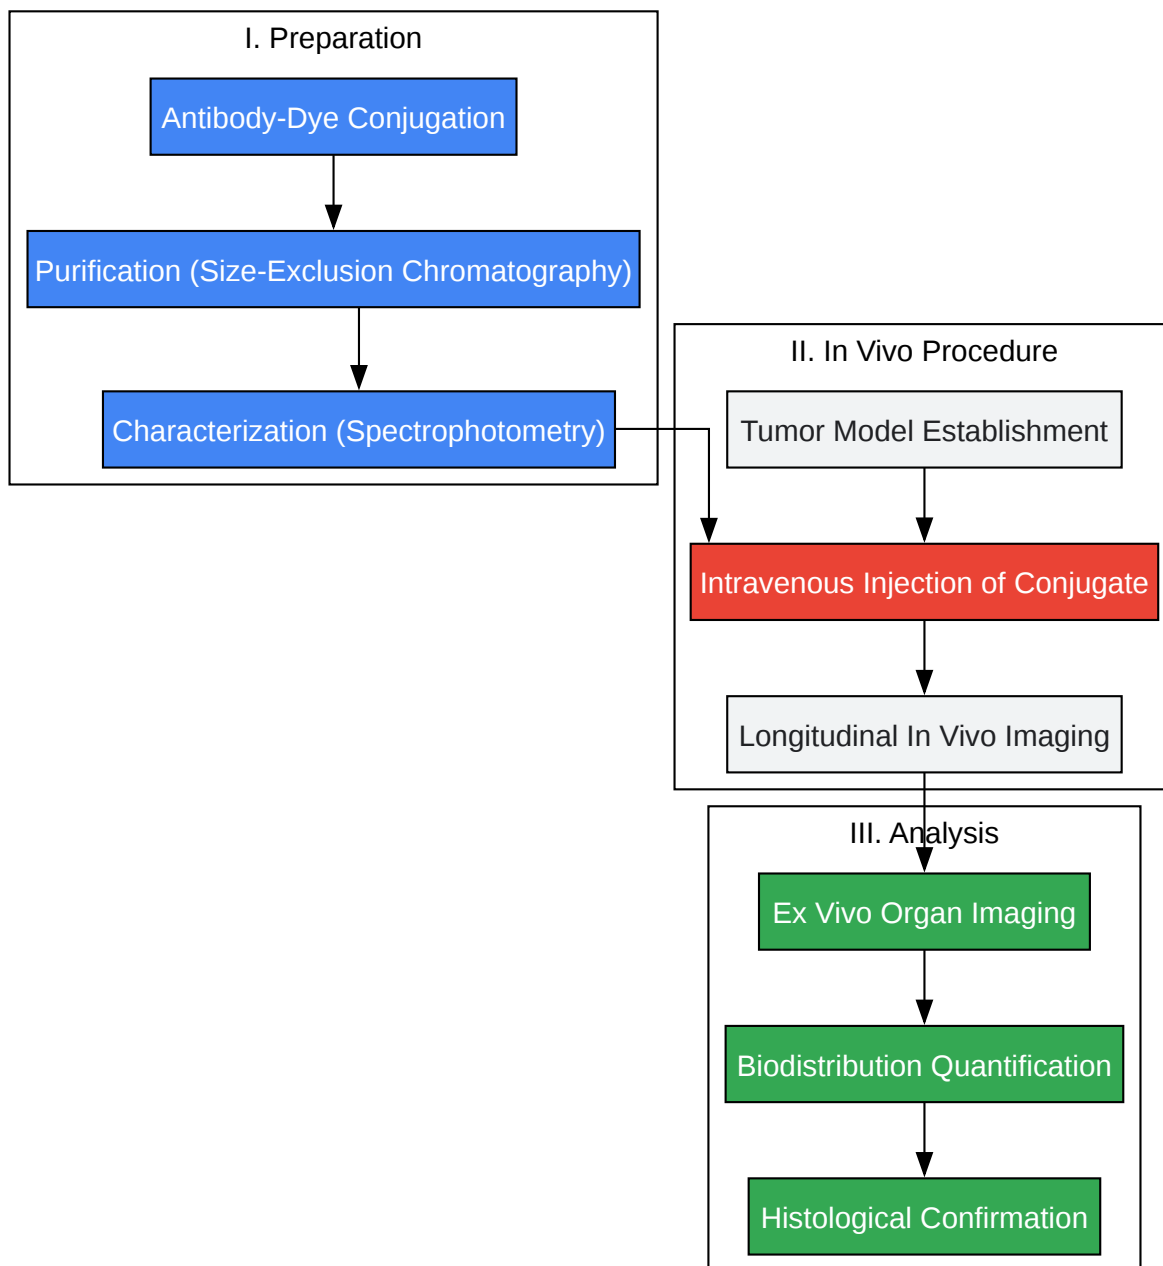 I. Preparation
Antibody-Dye Conjugation
Purification (Size-Exclusion Chromatography)
Characterization (Spectrophotometry)
II. In Vivo Procedure
Tumor Model Establishment
Intravenous Injection of Conjugate
Longitudinal In Vivo Imaging
III. Analysis
Ex Vivo Organ Imaging
Biodistribution Quantification
Histological Confirmation